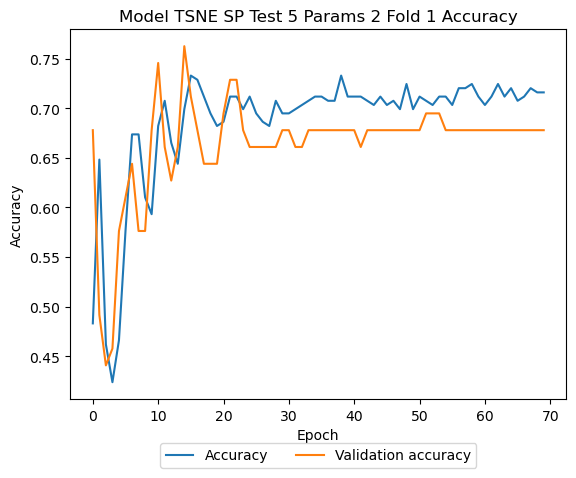 Model TSNE SP Test 5 Params 2 Fold 1 Accuracy
Accuracy
0.75
0.70
0.65
0.60
0.55
0.50
0.45
0 10 20 30 40 50 60 70
Epoch
Accuracy Validation accuracy